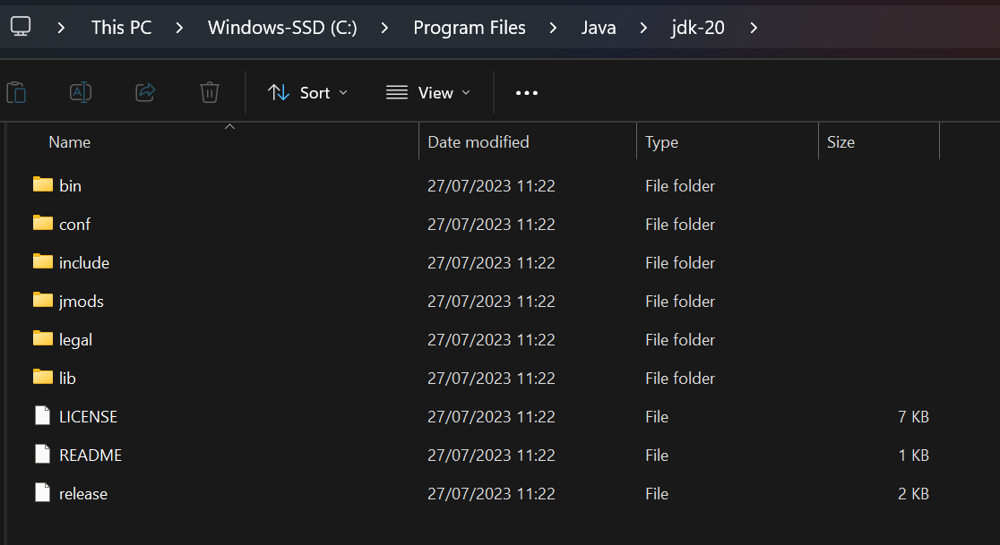 This PC > Windows-SSD (C:) > Program Files > Java > jdk-20 >
Sort View
Name Date modified Type Size
bin 27/07/2023 11:22 File folder
conf 27/07/2023 11:22 File folder
include 27/07/2023 11:22 File folder
jmods 27/07/2023 11:22 File folder
legal 27/07/2023 11:22 File folder
lib 27/07/2023 11:22 File folder
LICENSE 27/07/2023 11:22 File 7 KB
README 27/07/2023 11:22 File 1 KB
release 27/07/2023 11:22 File 2 KB